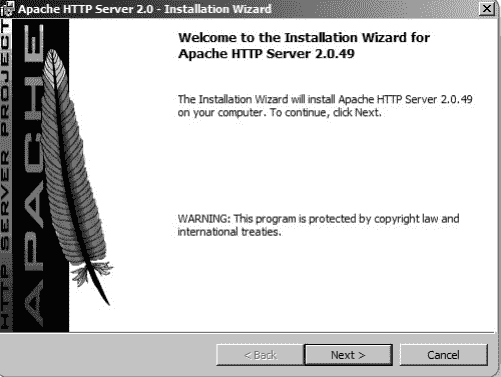 Apache HTTP Server 2.0 - Installation Wizard
HTTP SERVER PROJECT
APACHE
Welcome to the Installation Wizard for
Apache HTTP Server 2.0.49
The Installation Wizard will install Apache HTTP Server 2.0.49
on your computer. To continue, click Next.
WARNING: This program is protected by copyright law and
international treaties.
< Back
Next >
Cancel